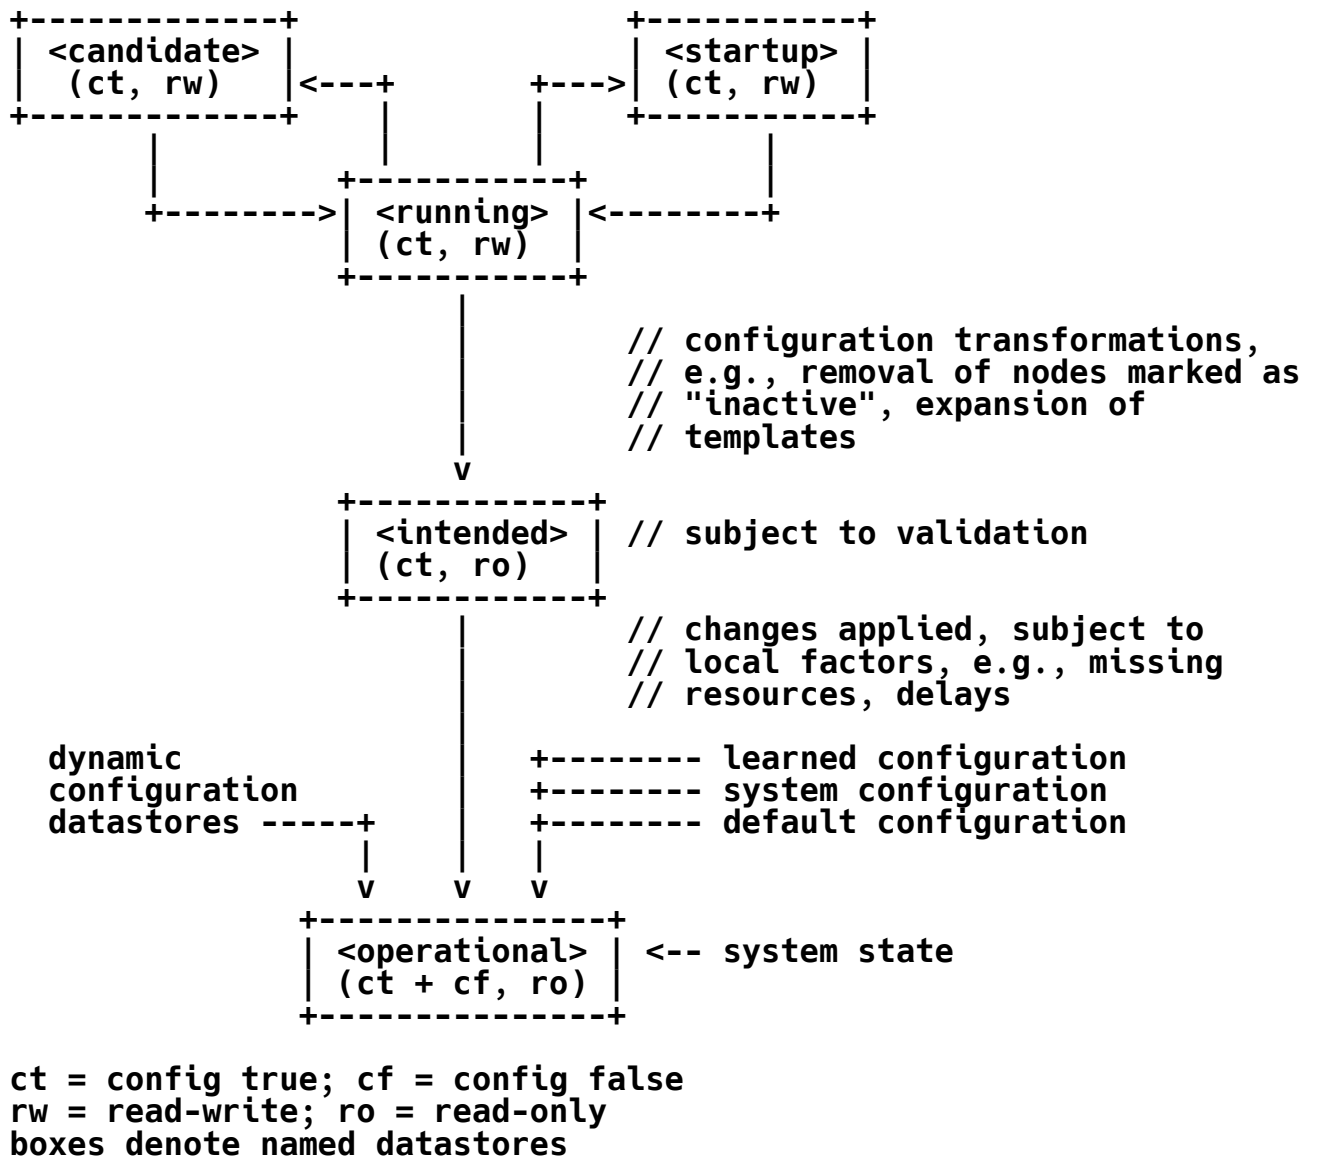 +-------------+                 +-----------+
| <candidate> |                 | <startup> |
|  (ct, rw)   |<---+       +--->| (ct, rw)  |
+-------------+    |       |    +-----------+
       |           |       |           |
       |         +-----------+         |
       +-------->| <running> |<--------+
                 | (ct, rw)  |
                 +-----------+
                       |
                       |        // configuration transformations,
                       |        // e.g., removal of nodes marked as
                       |        // "inactive", expansion of
                       |        // templates
                       v
                 +------------+
                 | <intended> | // subject to validation
                 | (ct, ro)   |
                 +------------+
                       |        // changes applied, subject to
                       |        // local factors, e.g., missing
                       |        // resources, delays
                       |
  dynamic              |   +-------- learned configuration
  configuration        |   +-------- system configuration
  datastores -----+    |   +-------- default configuration
                  |    |   |
                  v    v   v
               +---------------+
               | <operational> | <-- system state
               | (ct + cf, ro) |
               +---------------+

ct = config true; cf = config false
rw = read-write; ro = read-only
boxes denote named datastores